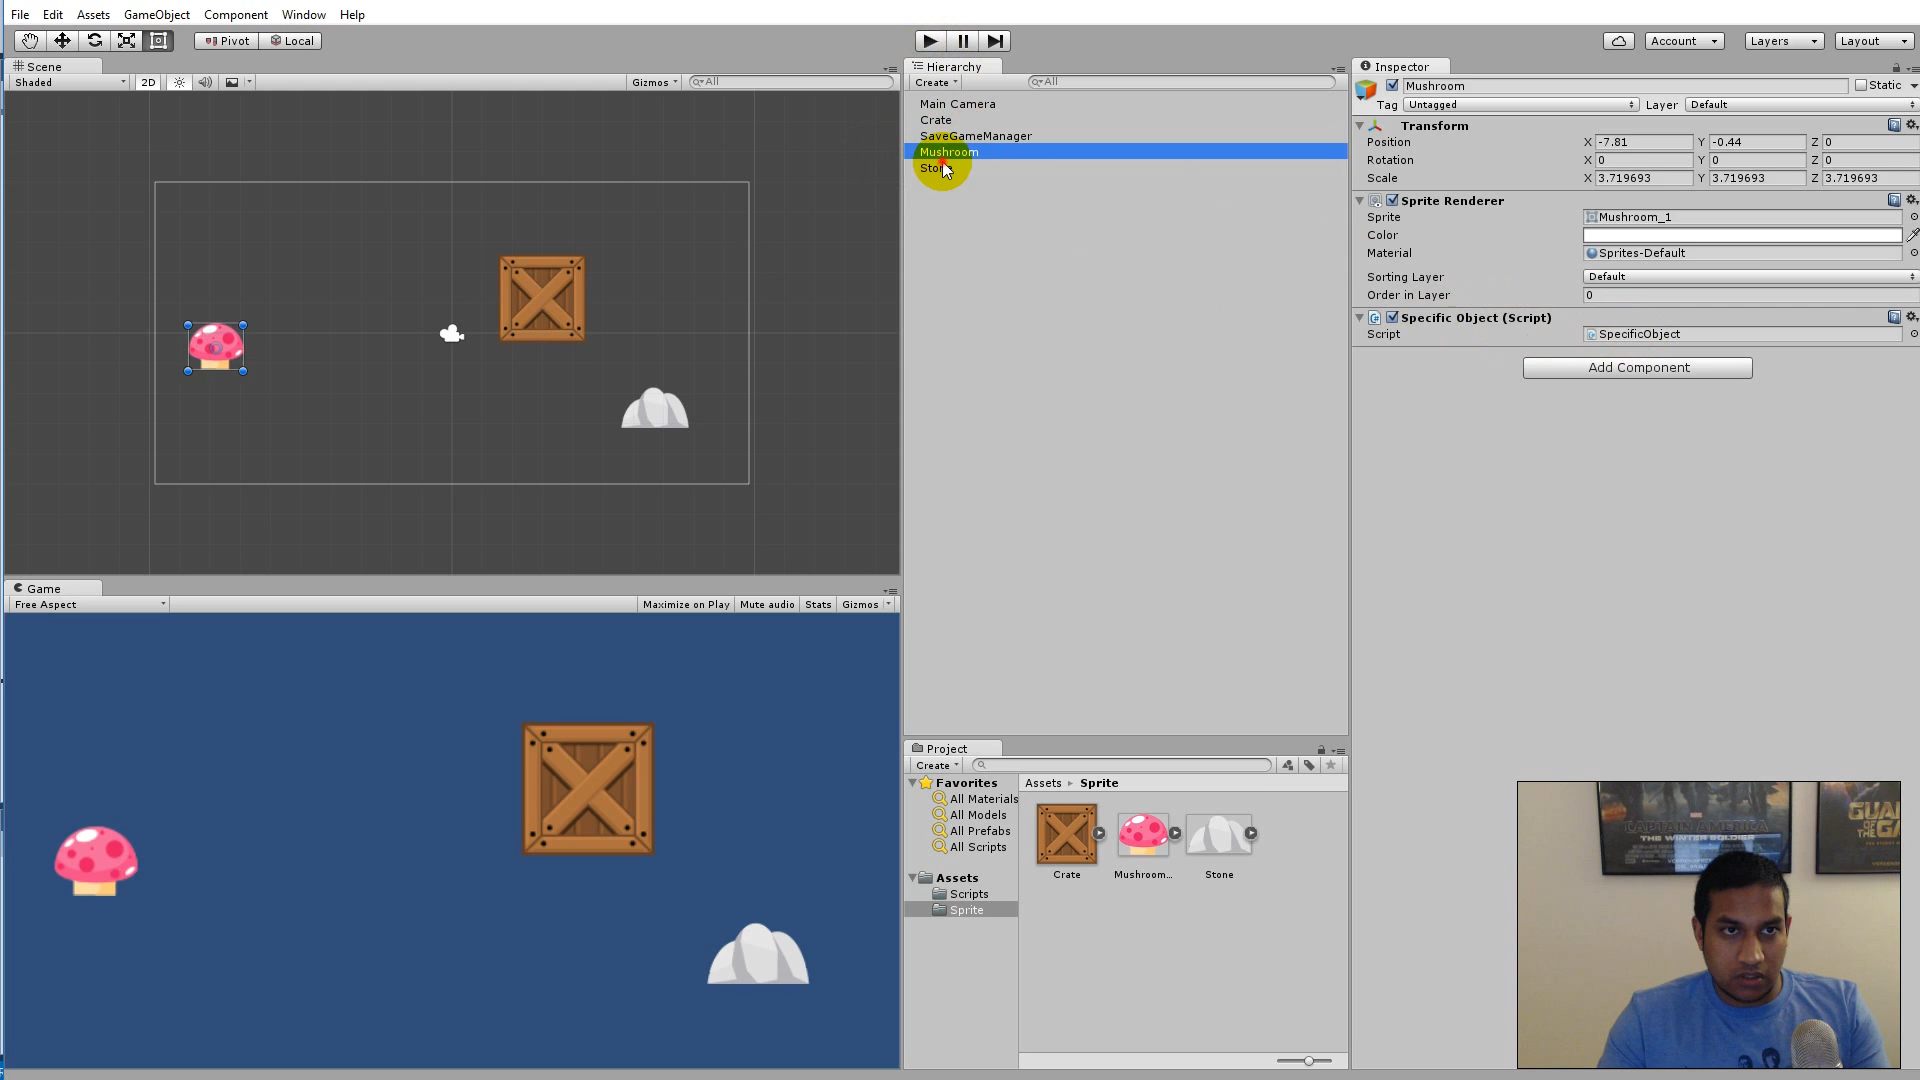 File Edit Assets GameObject Component Window Help
Pivot Local
Account Layers Layout
Scene
Shaded 2D Gizmos All
Hierarchy
Create All
Main Camera
Crate
SaveGameManager
Mushroom
Inspector
Mushroom Static
Tag Untagged Layer Default
Transform
Position X -7.81 Y -0.44 Z 0
Rotation X 0 Y 0 Z 0
Scale X 3.719693 Y 3.719693 Z 3.719693
Sprite Renderer
Sprite Mushroom_1
Color
Material Sprites-Default
Sorting Layer Default
Order in Layer 0
Specific Object (Script)
Script SpecificObject
Add Component
Game
Free Aspect Maximize on Play Mute audio Stats Gizmos
Project
Create
Favorites
All Materials
All Models
All Prefabs
All Scripts
Assets
Scripts
Sprite
Assets Sprite
Crate Mushroom... Stone
CAPTAIN AMERICA
THE WINTER SOLDIER